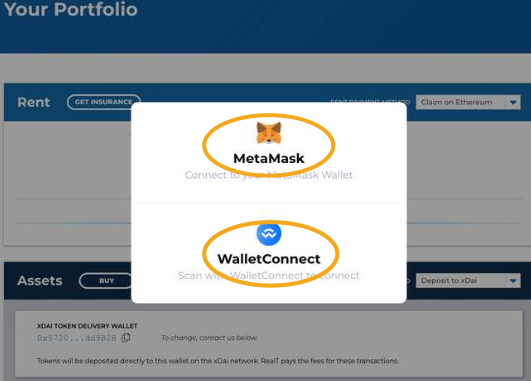 Your Portfolio
Rent
GET INSURANCE
RENT PAYMENT METHOD
Claim on Ethereum
MetaMask
Connect to your MetaMask Wallet
WalletConnect
Scan with WalletConnect to connect
Assets
BUY
Deposit to xDai
XDAI TOKEN DELIVERY WALLET
0x5720...dd9B2B
To change, contact us below.
Tokens will be deposited directly to this wallet on the xDai network. RealT pays the fees for these transactions.